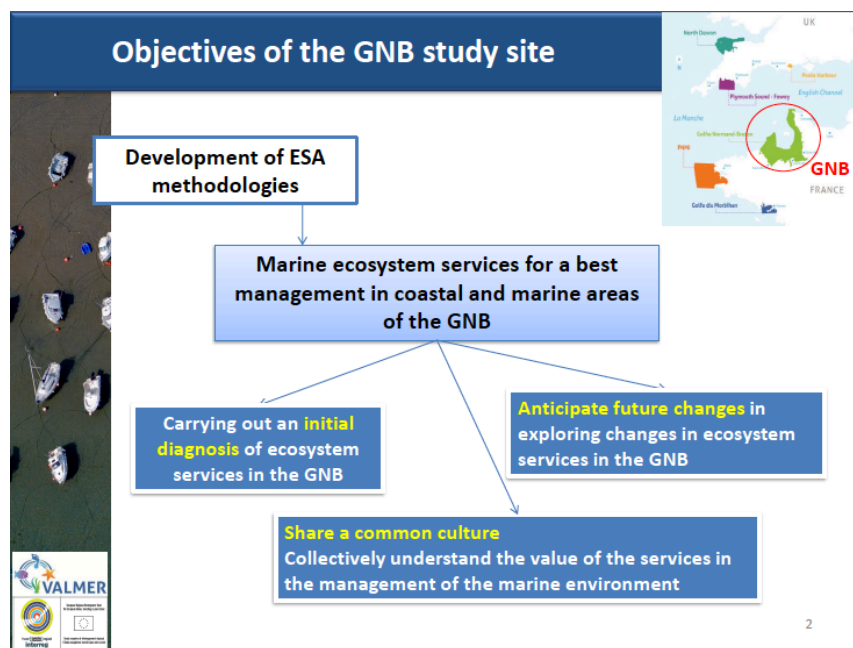 Objectives of the GNB study site
UK
North Devon
Poole Harbour
English Channel
Plymouth Sound - Fowey
La Manche
Golfe Normand-Breton
GNB
FRANCE
Golfe du Morbihan
Development of ESA
methodologies
Marine ecosystem services for a best
management in coastal and marine areas
of the GNB
Carrying out an initial
diagnosis of ecosystem
services in the GNB
Anticipate future changes in
exploring changes in ecosystem
services in the GNB
Share a common culture
Collectively understand the value of the services in
the management of the marine environment
VALMER
interreg
2